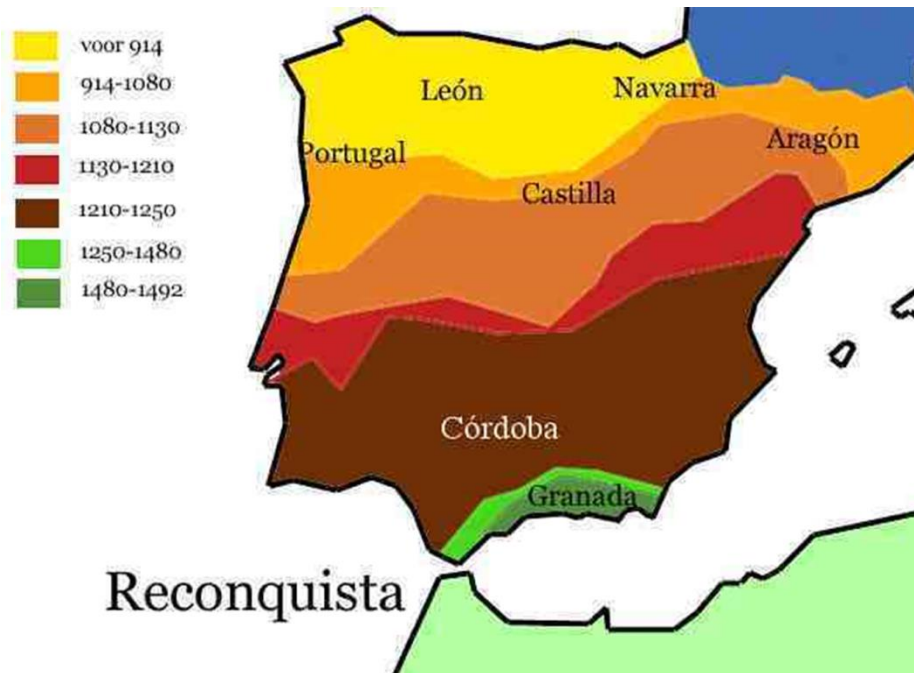 voor 914
914-1080
1080-1130
1130-1210
1210-1250
1250-1480
1480-1492
León
Navarra
Portugal
Aragón
Castilla
Córdoba
Granada
Reconquista